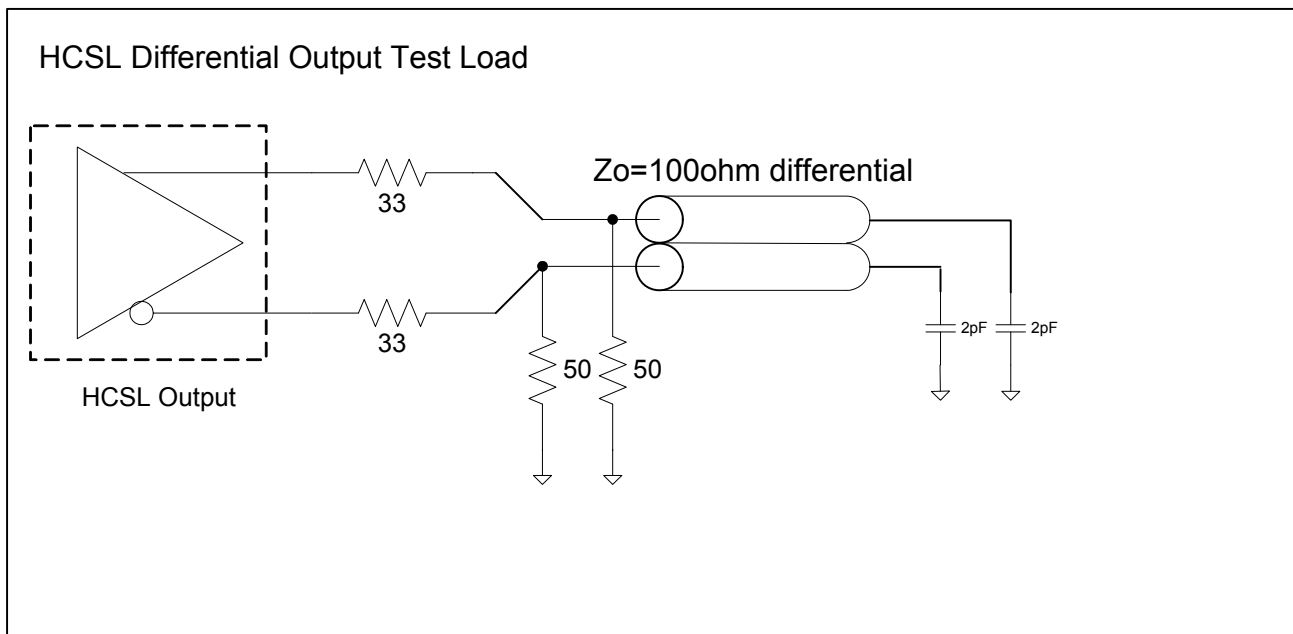 HCSL Differential Output Test Load
Zo=100ohm differential
33
33
50
50
2pF
2pF
HCSL Output